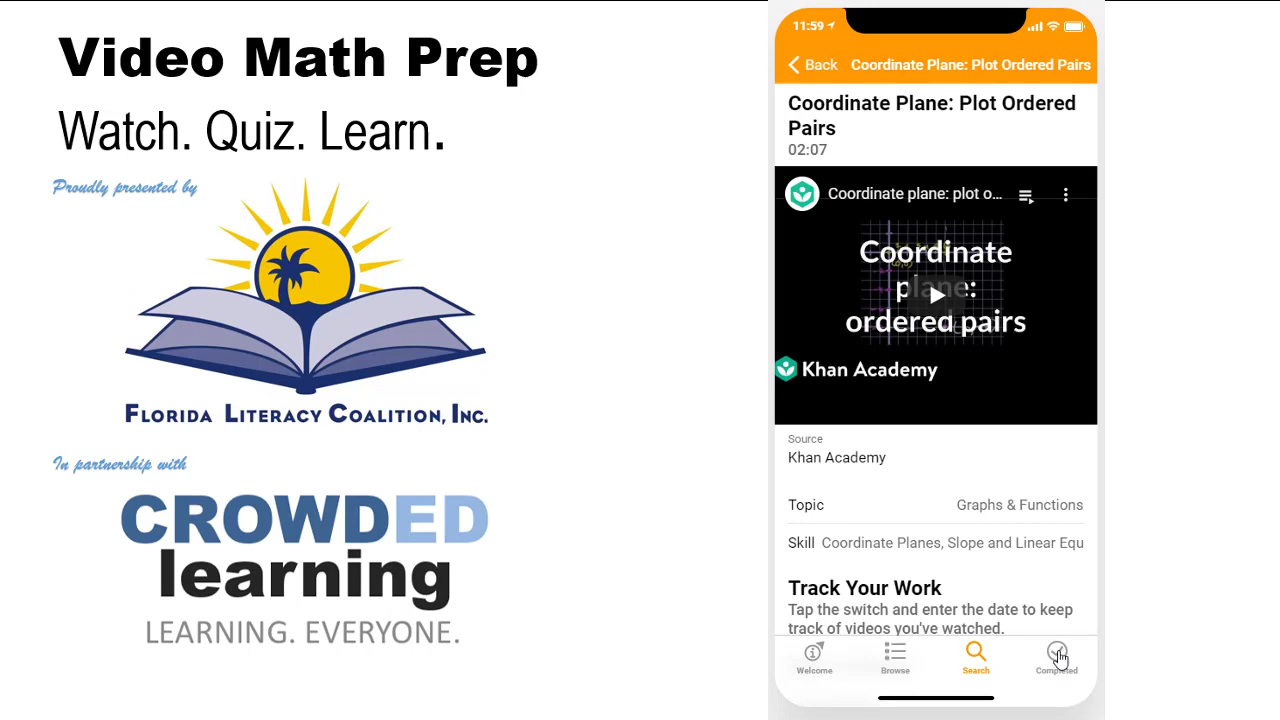 Video Math Prep
Watch. Quiz. Learn.
Proudly presented by
FLORIDA LITERACY COALITION, INC.
In partnership with
CROWDED
learning
LEARNING. EVERYONE.
11:59
Back
Coordinate Plane: Plot Ordered Pairs
Coordinate Plane: Plot Ordered
Pairs
02:07
Coordinate plane: plot o...
Coordinate
plane:
ordered pairs
Khan Academy
Source
Khan Academy
Topic
Graphs & Functions
Skill
Coordinate Planes, Slope and Linear Equ
Track Your Work
Tap the switch and enter the date to keep
track of videos you've watched.
Welcome
Browse
Search
Completed